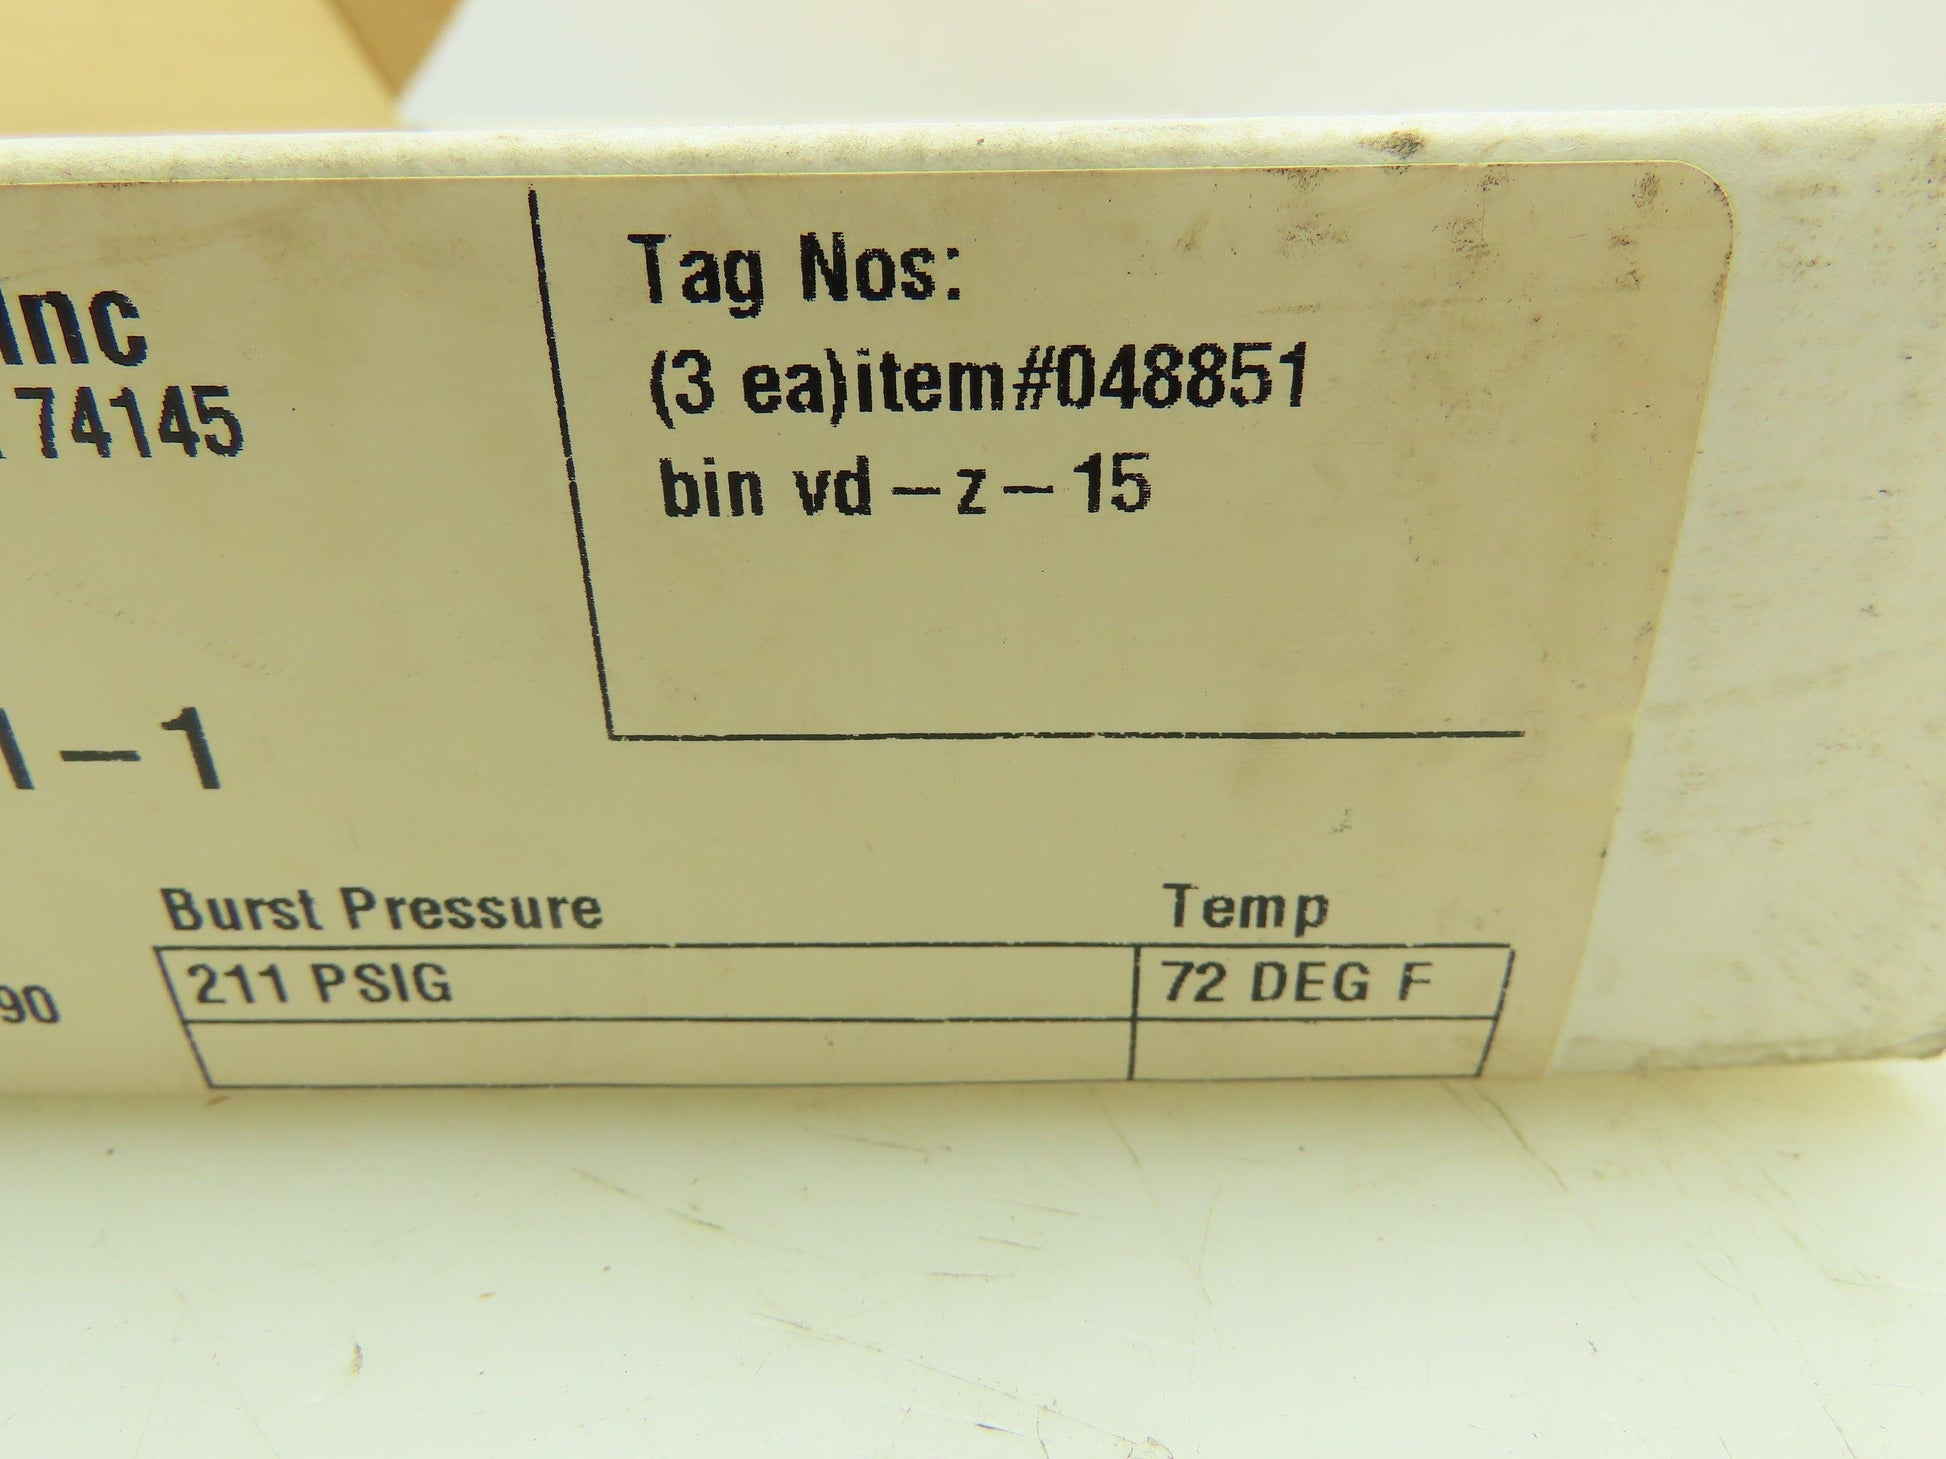 Tag Nos:
Inc
(3 ea)item#048851
74145
bin vd-z-15
1-1
Burst Pressure Temp
211 PSIG 72 DEG F
90